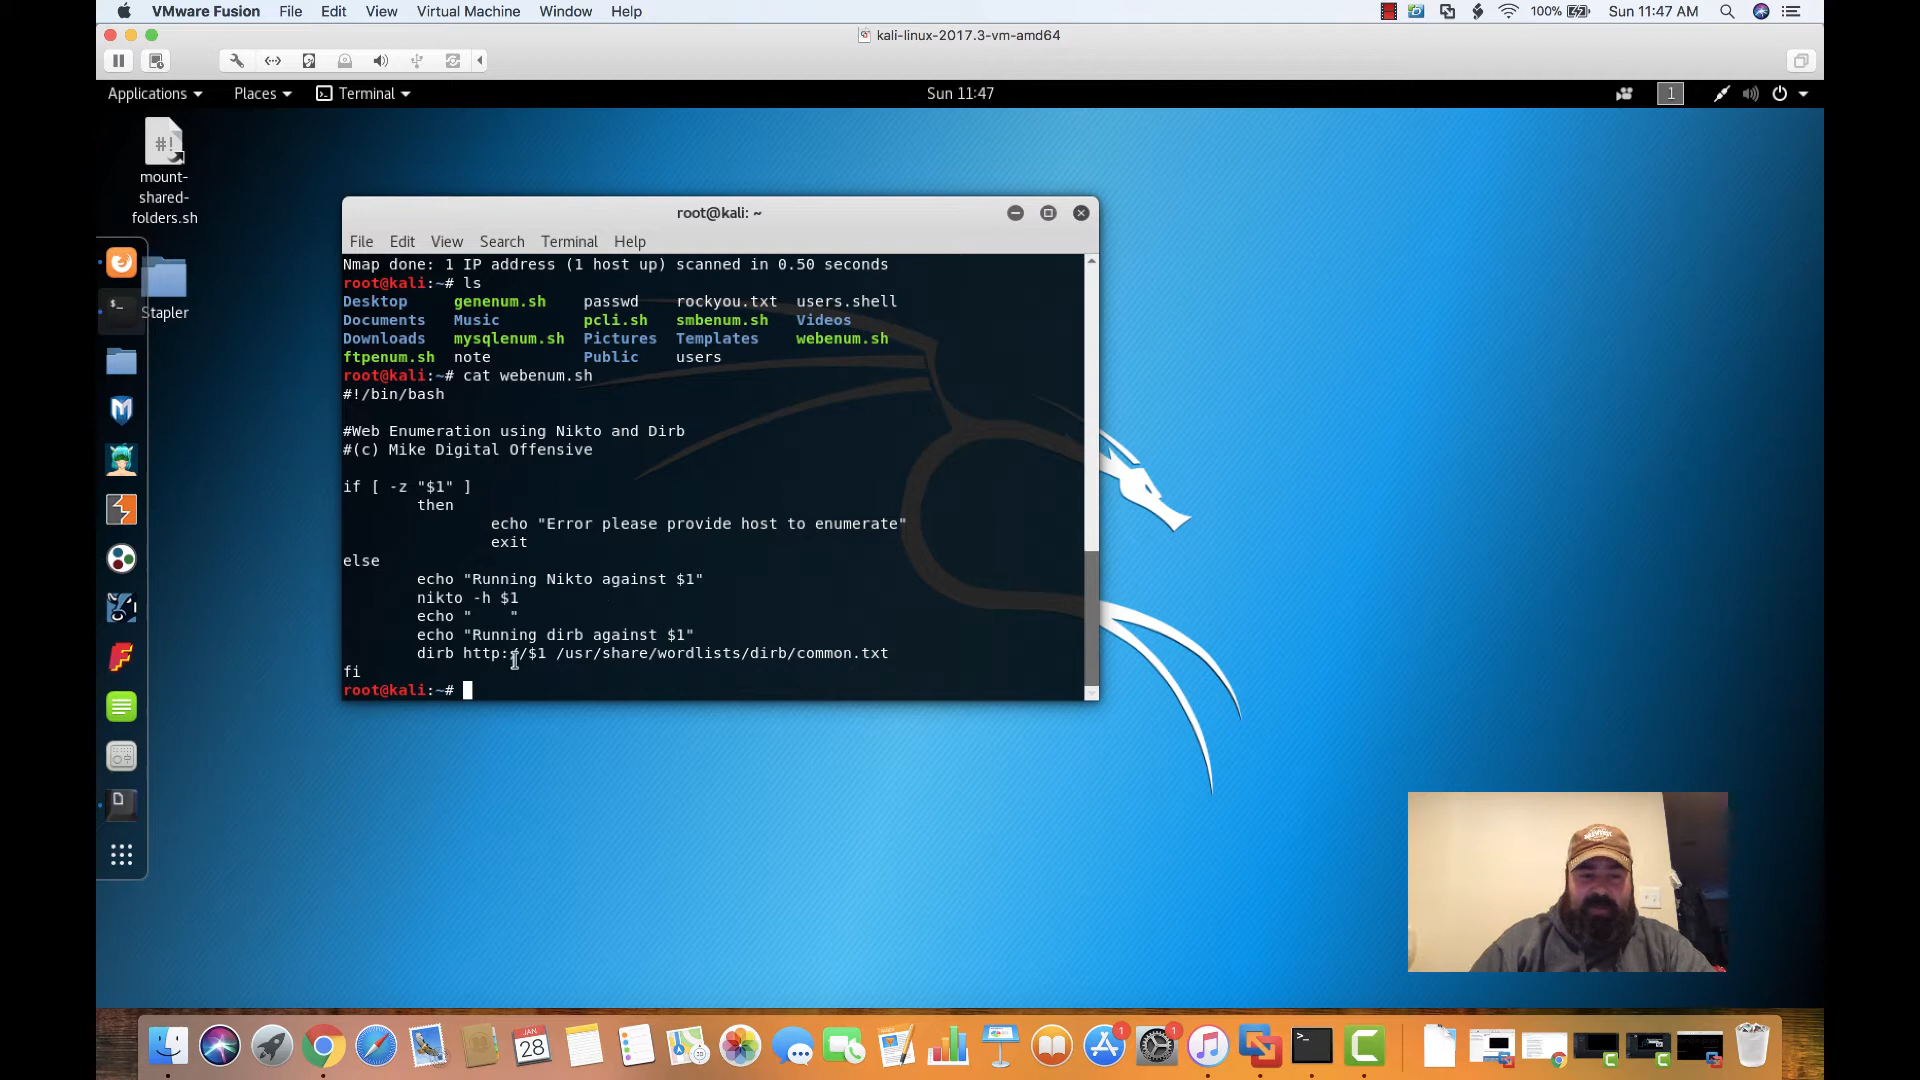 VMware Fusion File Edit View Virtual Machine Window Help 100% Sun 11:47 AM
kali-linux-2017.3-vm-amd64
Applications Places Terminal Sun 11:47 1
#!
mount-
shared-
folders.sh
Stapler
root@kali: ~
File Edit View Search Terminal Help
Nmap done: 1 IP address (1 host up) scanned in 0.50 seconds
root@kali:~# ls
Desktop genenum.sh passwd rockyou.txt users.shell
Documents Music pcli.sh smbenum.sh Videos
Downloads mysqlenum.sh Pictures Templates webenum.sh
ftpenum.sh note Public users
root@kali:~# cat webenum.sh
#!/bin/bash
#Web Enumeration using Nikto and Dirb
#(c) Mike Digital Offensive
if [ -z "$1" ]
then
echo "Error please provide host to enumerate"
exit
else
echo "Running Nikto against $1"
nikto -h $1
echo "    "
echo "Running dirb against $1"
dirb http://$1 /usr/share/wordlists/dirb/common.txt
fi
root@kali:~#
JAN
28
1
1